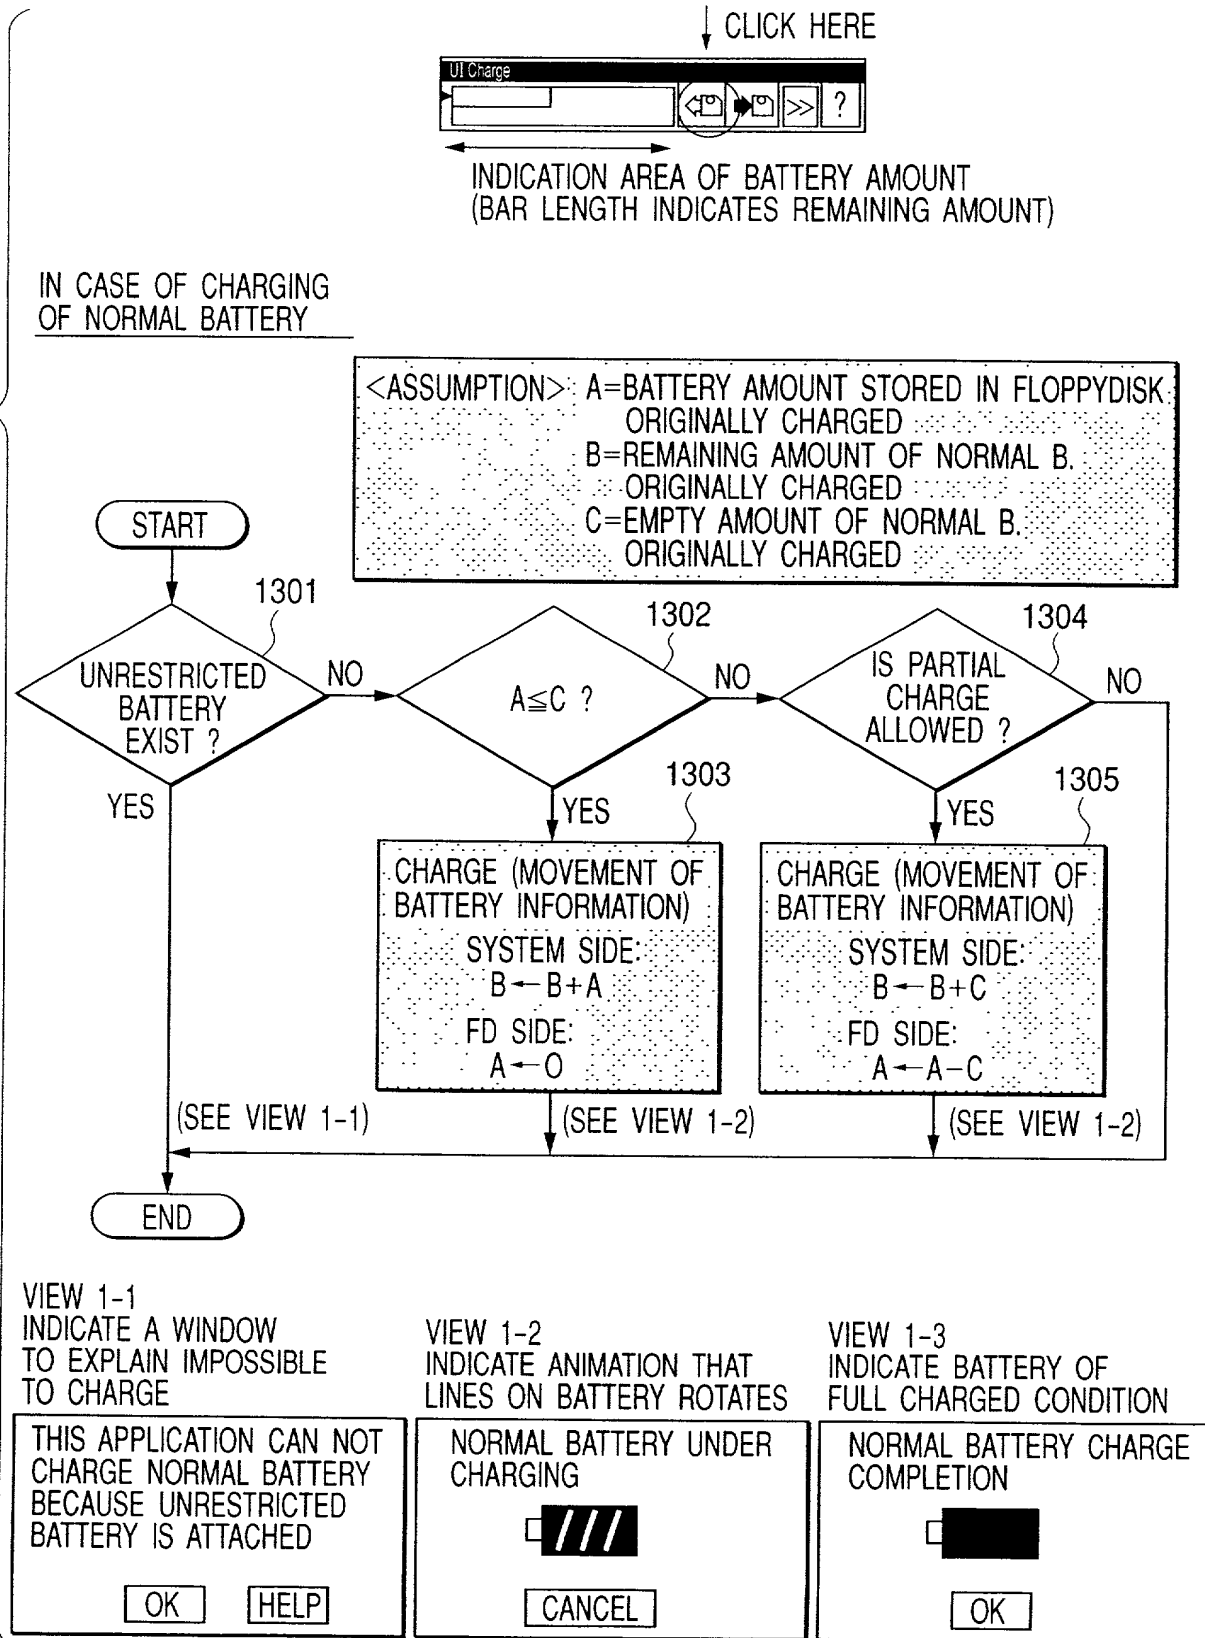 CLICK HERE
UI Charge
>>
?
INDICATION AREA OF BATTERY AMOUNT
(BAR LENGTH INDICATES REMAINING AMOUNT)
IN CASE OF CHARGING
OF NORMAL BATTERY
<ASSUMPTION> A=BATTERY AMOUNT STORED IN FLOPPYDISK
ORIGINALLY CHARGED
B=REMAINING AMOUNT OF NORMAL B.
ORIGINALLY CHARGED
C=EMPTY AMOUNT OF NORMAL B.
ORIGINALLY CHARGED
START
1301
UNRESTRICTED
BATTERY
EXIST ?
NO
YES
1302
A≦C ?
NO
YES
1304
IS PARTIAL
CHARGE
ALLOWED ?
NO
YES
1303
CHARGE (MOVEMENT OF
BATTERY INFORMATION)
SYSTEM SIDE:
B←B+A
FD SIDE:
A←O
1305
CHARGE (MOVEMENT OF
BATTERY INFORMATION)
SYSTEM SIDE:
B←B+C
FD SIDE:
A←A-C
(SEE VIEW 1-1)
(SEE VIEW 1-2)
(SEE VIEW 1-2)
END
VIEW 1-1
INDICATE A WINDOW
TO EXPLAIN IMPOSSIBLE
TO CHARGE
THIS APPLICATION CAN NOT
CHARGE NORMAL BATTERY
BECAUSE UNRESTRICTED
BATTERY IS ATTACHED
OK HELP
VIEW 1-2
INDICATE ANIMATION THAT
LINES ON BATTERY ROTATES
NORMAL BATTERY UNDER
CHARGING
CANCEL
VIEW 1-3
INDICATE BATTERY OF
FULL CHARGED CONDITION
NORMAL BATTERY CHARGE
COMPLETION
OK